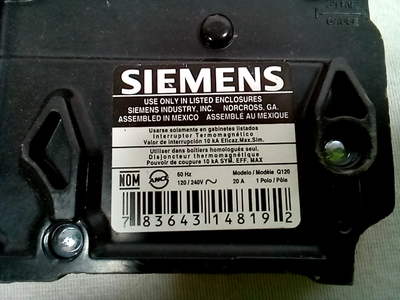 SIEMENS
USE ONLY IN LISTED ENCLOSURES
SIEMENS INDUSTRY, INC. NORCROSS, GA.
ASSEMBLED IN MEXICO ASSEMBLÉ AU MEXIQUE
Usarse solamente en gabinetes listados
Interruptor Termomagnético
Valor de interrupción 10 kA Eficaz.Max.Sim.
Utiliser dans boîtiers homologués seul.
Disjoncteur thermomagnétique
Pouvoir de coupure 10 kA SYM. EFF. MAX
NOM ANCE 60 Hz Modelo / Modèle Q120
120 / 240V 20 A 1 Polo / Pôle
7 83643 14819 2